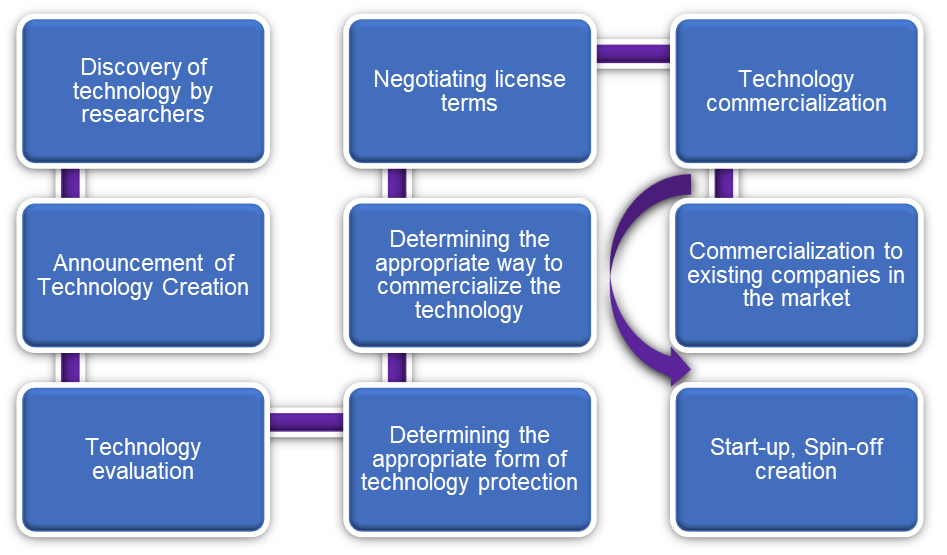 Discovery of
technology by
researchers
Announcement of
Technology Creation
Technology
evaluation
Determining the
appropriate form of
technology protection
Determining the
appropriate way to
commercialize the
technology
Negotiating license
terms
Technology
commercialization
Commercialization to
existing companies in
the market
Start-up, Spin-off
creation